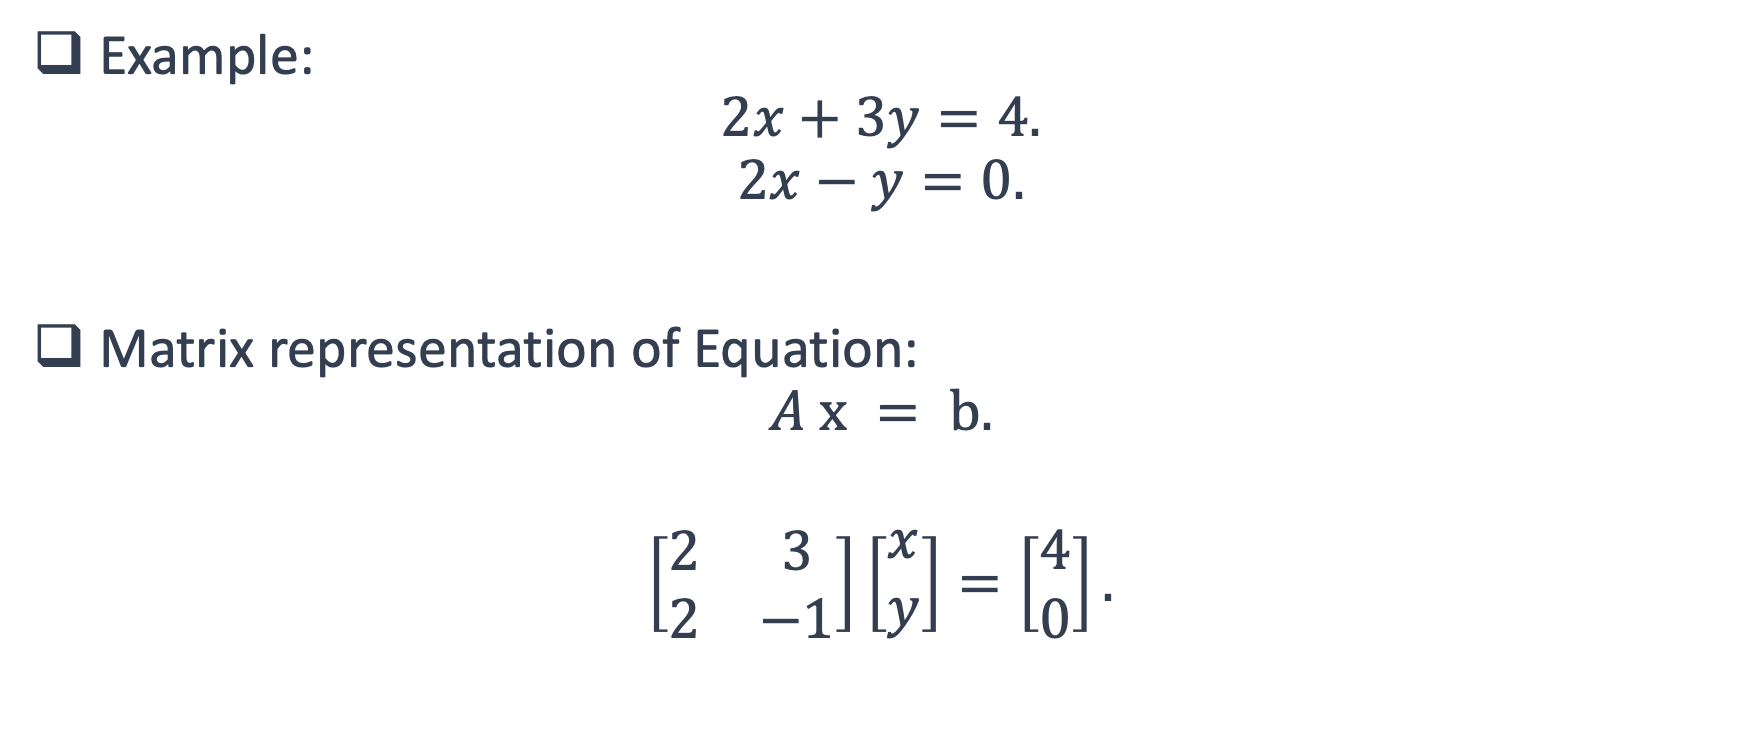 ❑ Example:
2x + 3y = 4.
2x − y = 0.
❑ Matrix representation of Equation:
A x = b.
[2 3
2 −1] [x
y] = [4
0].